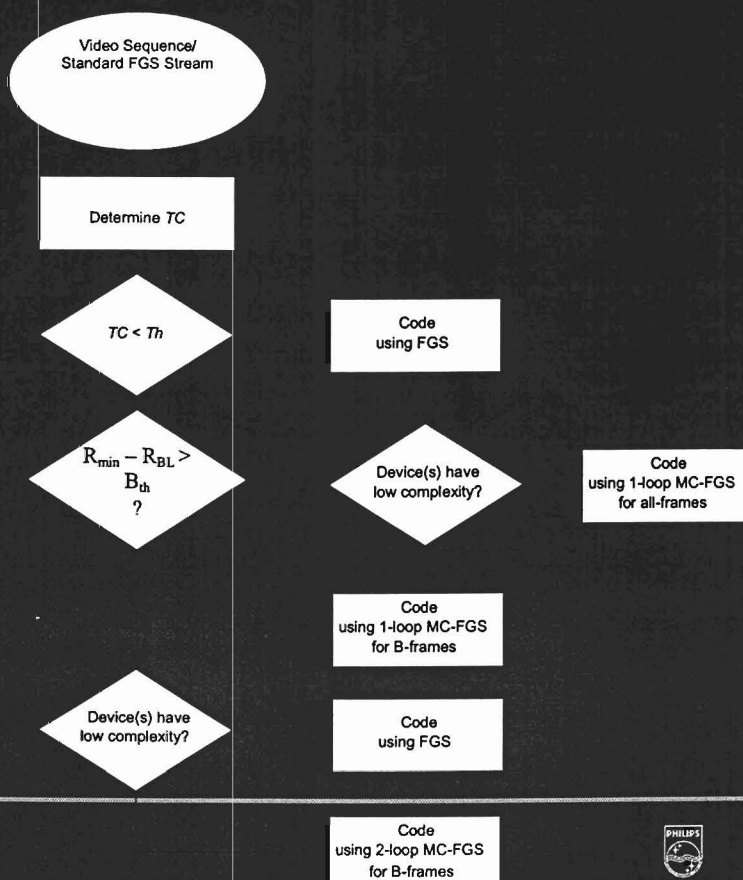 Video Sequence/
Standard FGS Stream
Determine TC
TC < Th
Code
using FGS
R_min – R_BL >
B_th
?
Device(s) have
low complexity?
Code
using 1-loop MC-FGS
for all-frames
Code
using 1-loop MC-FGS
for B-frames
Device(s) have
low complexity?
Code
using FGS
Code
using 2-loop MC-FGS
for B-frames
PHILIPS